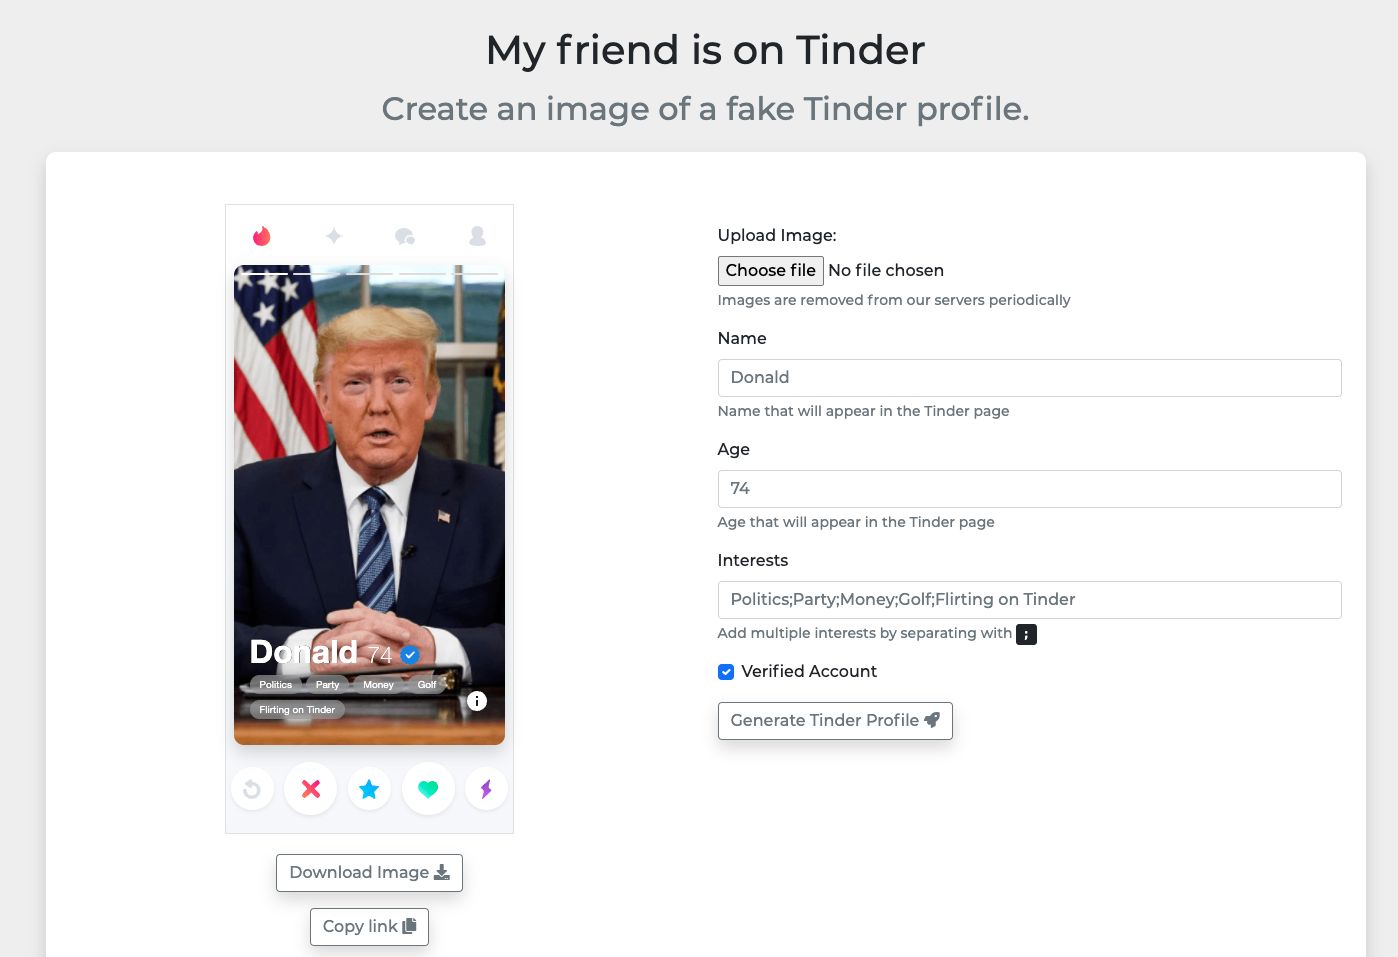 My friend is on Tinder
Create an image of a fake Tinder profile.
Donald 74
Politics Party Money Golf
Flirting on Tinder
Download Image
Copy link
Upload Image:
Choose file No file chosen
Images are removed from our servers periodically
Name
Donald
Name that will appear in the Tinder page
Age
74
Age that will appear in the Tinder page
Interests
Politics;Party;Money;Golf;Flirting on Tinder
Add multiple interests by separating with ;
Verified Account
Generate Tinder Profile